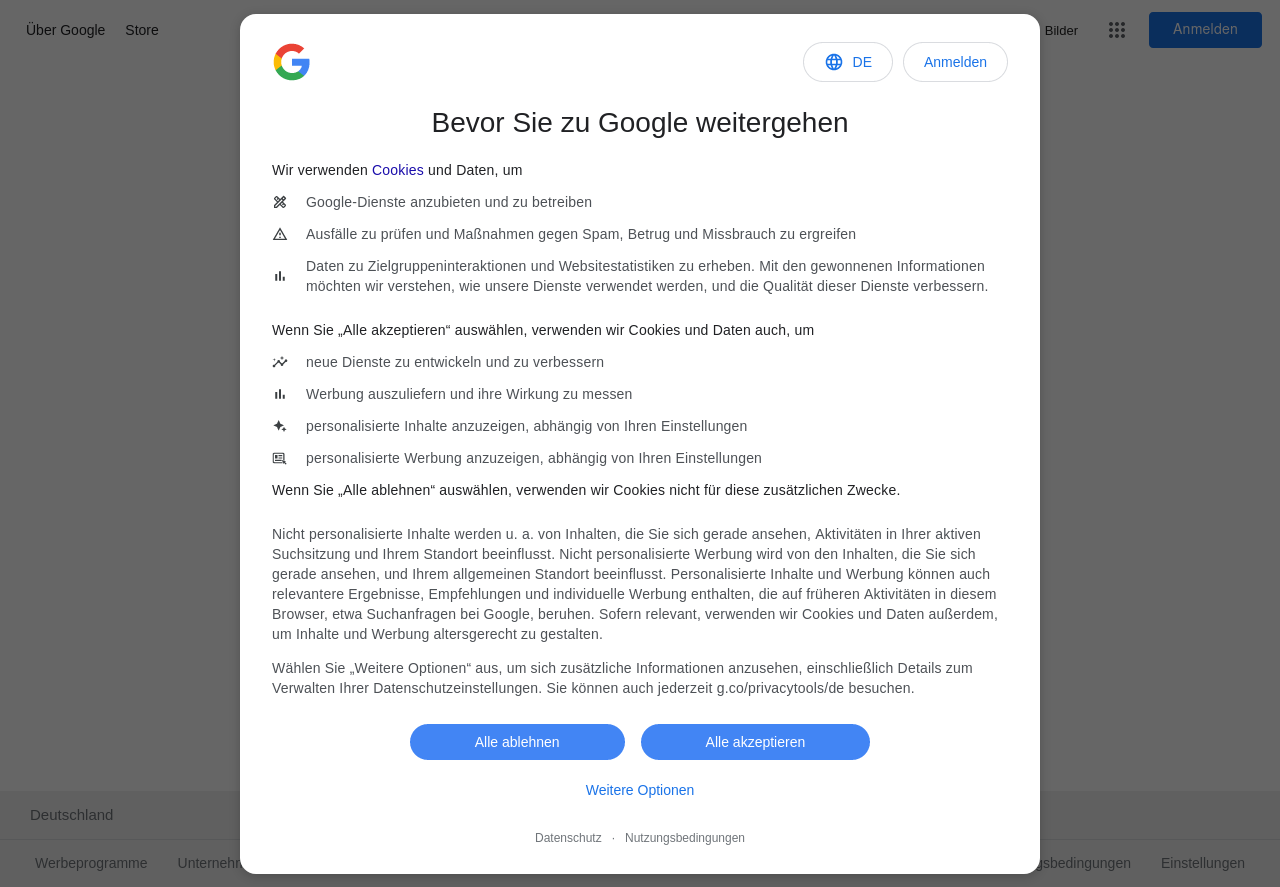 Über Google Store Bilder Anmelden
DE Anmelden
Bevor Sie zu Google weitergehen
Wir verwenden Cookies und Daten, um
Google-Dienste anzubieten und zu betreiben
Ausfälle zu prüfen und Maßnahmen gegen Spam, Betrug und Missbrauch zu ergreifen
Daten zu Zielgruppeninteraktionen und Websitestatistiken zu erheben. Mit den gewonnenen Informationen
möchten wir verstehen, wie unsere Dienste verwendet werden, und die Qualität dieser Dienste verbessern.
Wenn Sie „Alle akzeptieren“ auswählen, verwenden wir Cookies und Daten auch, um
neue Dienste zu entwickeln und zu verbessern
Werbung auszuliefern und ihre Wirkung zu messen
personalisierte Inhalte anzuzeigen, abhängig von Ihren Einstellungen
personalisierte Werbung anzuzeigen, abhängig von Ihren Einstellungen
Wenn Sie „Alle ablehnen“ auswählen, verwenden wir Cookies nicht für diese zusätzlichen Zwecke.
Nicht personalisierte Inhalte werden u. a. von Inhalten, die Sie sich gerade ansehen, Aktivitäten in Ihrer aktiven
Suchsitzung und Ihrem Standort beeinflusst. Nicht personalisierte Werbung wird von den Inhalten, die Sie sich
gerade ansehen, und Ihrem allgemeinen Standort beeinflusst. Personalisierte Inhalte und Werbung können auch
relevantere Ergebnisse, Empfehlungen und individuelle Werbung enthalten, die auf früheren Aktivitäten in diesem
Browser, etwa Suchanfragen bei Google, beruhen. Sofern relevant, verwenden wir Cookies und Daten außerdem,
um Inhalte und Werbung altersgerecht zu gestalten.
Wählen Sie „Weitere Optionen“ aus, um sich zusätzliche Informationen anzusehen, einschließlich Details zum
Verwalten Ihrer Datenschutzeinstellungen. Sie können auch jederzeit g.co/privacytools/de besuchen.
Alle ablehnen Alle akzeptieren
Weitere Optionen
Deutschland
Datenschutz · Nutzungsbedingungen
Werbeprogramme Unternehm gsbedingungen Einstellungen